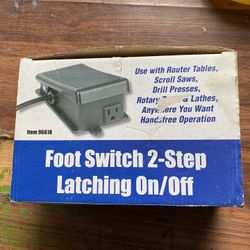 Use with Router Tables,
Scroll Saws,
Drill Presses,
Rotary & Lathes,
Anywhere You Want
Handsfree Operation
Item 96618
Foot Switch 2-Step
Latching On/Off